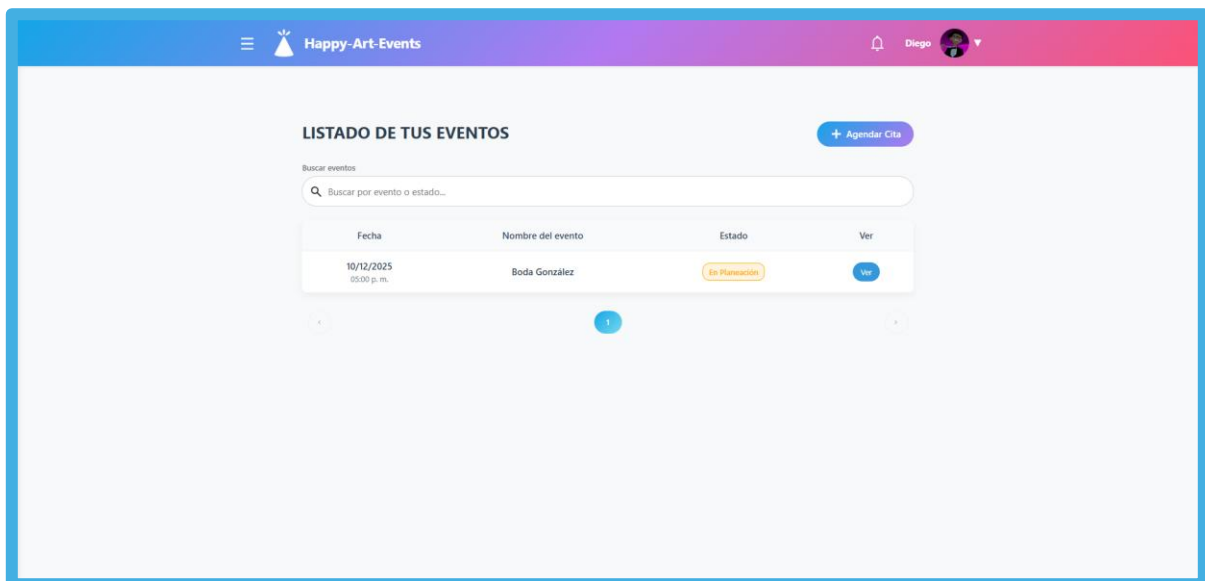 Happy-Art-Events Diego
LISTADO DE TUS EVENTOS + Agendar Cita
Buscar eventos
Buscar por evento o estado...
Fecha Nombre del evento Estado Ver
10/12/2025 Boda González En Planeación Ver
05:00 p. m.
1